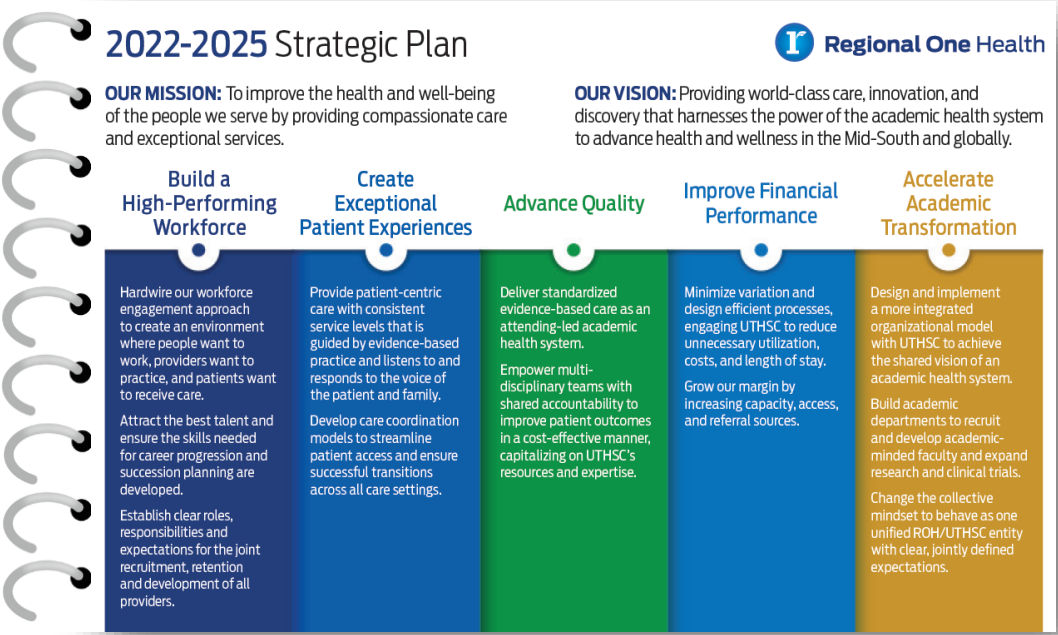 2022-2025 Strategic Plan
r
Regional One Health
OUR MISSION: To improve the health and well-being
of the people we serve by providing compassionate care
and exceptional services.
OUR VISION: Providing world-class care, innovation, and
discovery that harnesses the power of the academic health system
to advance health and wellness in the Mid-South and globally.
Build a
High-Performing
Workforce
Hardwire our workforce
engagement approach
to create an environment
where people want to
work, providers want to
practice, and patients want
to receive care.
Attract the best talent and
ensure the skills needed
for career progression and
succession planning are
developed.
Establish clear roles,
responsibilities and
expectations for the joint
recruitment, retention
and development of all
providers.
Create
Exceptional
Patient Experiences
Provide patient-centric
care with consistent
service levels that is
guided by evidence-based
practice and listens to and
responds to the voice of
the patient and family.
Develop care coordination
models to streamline
patient access and ensure
successful transitions
across all care settings.
Advance Quality
Deliver standardized
evidence-based care as an
attending-led academic
health system.
Empower multi-
disciplinary teams with
shared accountability to
improve patient outcomes
in a cost-effective manner,
capitalizing on UTHSC's
resources and expertise.
Improve Financial
Performance
Minimize variation and
design efficient processes,
engaging UTHSC to reduce
unnecessary utilization,
costs, and length of stay.
Grow our margin by
increasing capacity, access,
and referral sources.
Accelerate
Academic
Transformation
Design and implement
a more integrated
organizational model
with UTHSC to achieve
the shared vision of an
academic health system.
Build academic
departments to recruit
and develop academic-
minded faculty and expand
research and clinical trials.
Change the collective
mindset to behave as one
unified ROH/UTHSC entity
with clear, jointly defined
expectations.